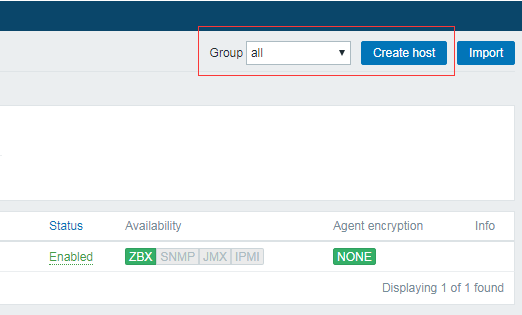 Group all Create host Import
Status Availability Agent encryption Info
Enabled ZBX SNMP JMX IPMI NONE
Displaying 1 of 1 found